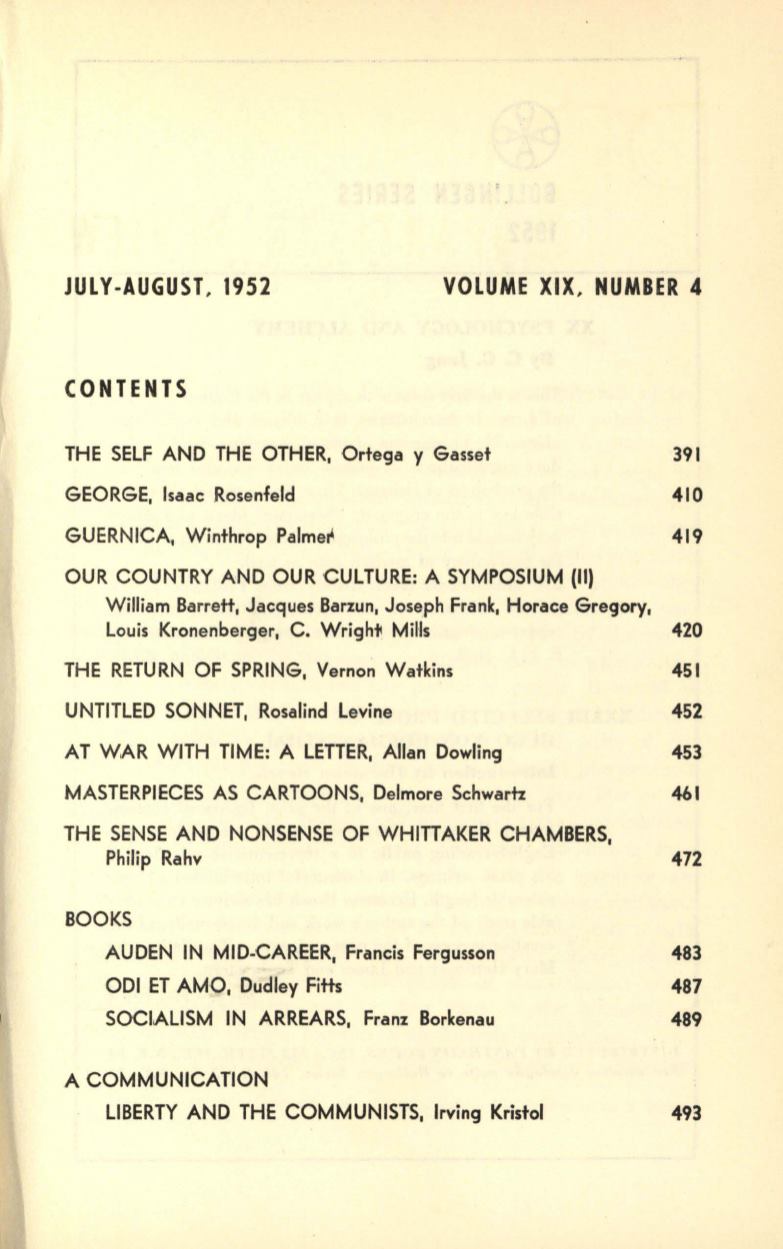 JULY-AUGUST, 1952 VOLUME XIX, NUMBER 4
CONTENTS
THE SELF AND THE OTHER, Ortega y Gasset 391
GEORGE, Isaac Rosenfeld 410
GUERNICA, Winthrop Palmer 419
OUR COUNTRY AND OUR CULTURE: A SYMPOSIUM (II)
William Barrett, Jacques Barzun, Joseph Frank, Horace Gregory,
Louis Kronenberger, C. Wright Mills 420
THE RETURN OF SPRING, Vernon Watkins 451
UNTITLED SONNET, Rosalind Levine 452
AT WAR WITH TIME: A LETTER, Allan Dowling 453
MASTERPIECES AS CARTOONS, Delmore Schwartz 461
THE SENSE AND NONSENSE OF WHITTAKER CHAMBERS,
Philip Rahv 472
BOOKS
AUDEN IN MID-CAREER, Francis Fergusson 483
ODI ET AMO, Dudley Fitts 487
SOCIALISM IN ARREARS, Franz Borkenau 489
A COMMUNICATION
LIBERTY AND THE COMMUNISTS, Irving Kristol 493